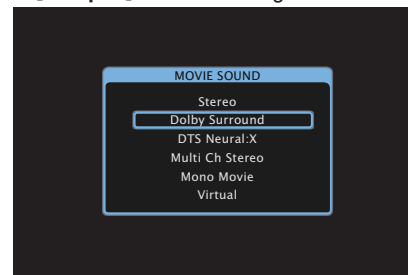 MOVIE SOUND
Stereo
Dolby Surround
DTS Neural:X
Multi Ch Stereo
Mono Movie
Virtual